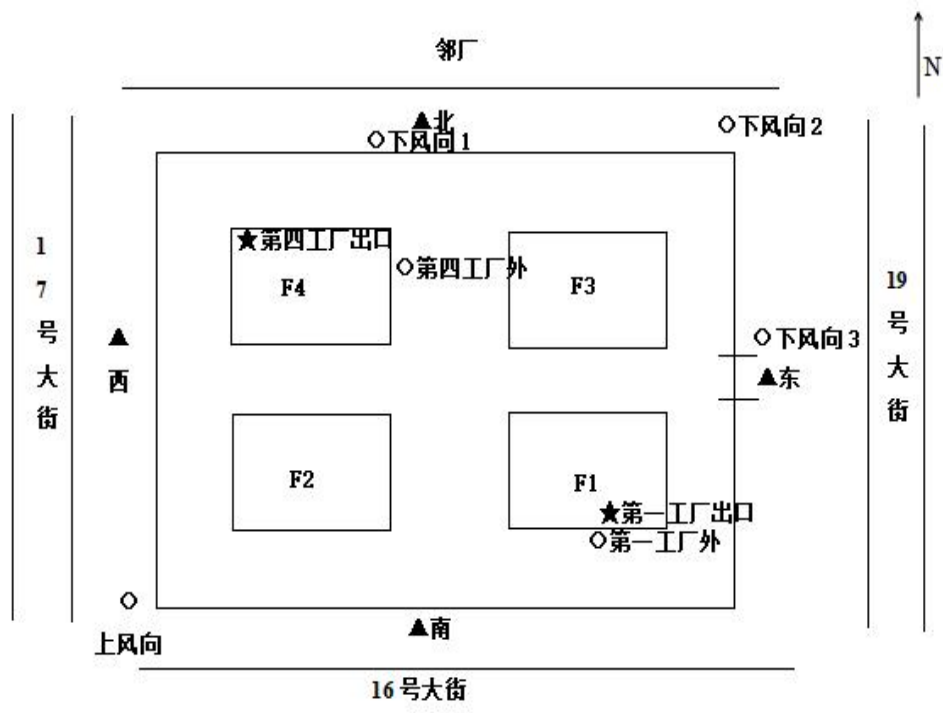 邻厂
N
▲北
○下风向1
○下风向2
17号大街
★第四工厂出口
○第四工厂外
F4
F3
19号大街
▲西
○下风向3
▲东
F2
F1
★第一工厂出口
○第一工厂外
○上风向
▲南
16号大街